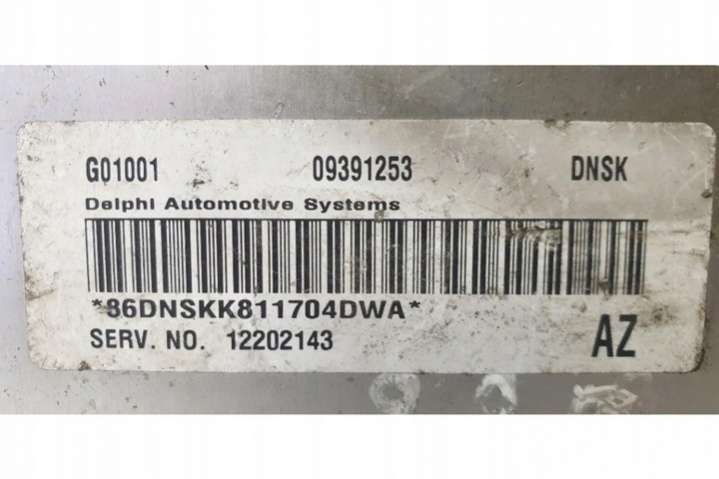 G01001 09391253 DNSK
Delphi Automotive Systems
*86DNSKK811704DWA*
SERV. NO. 12202143 AZ